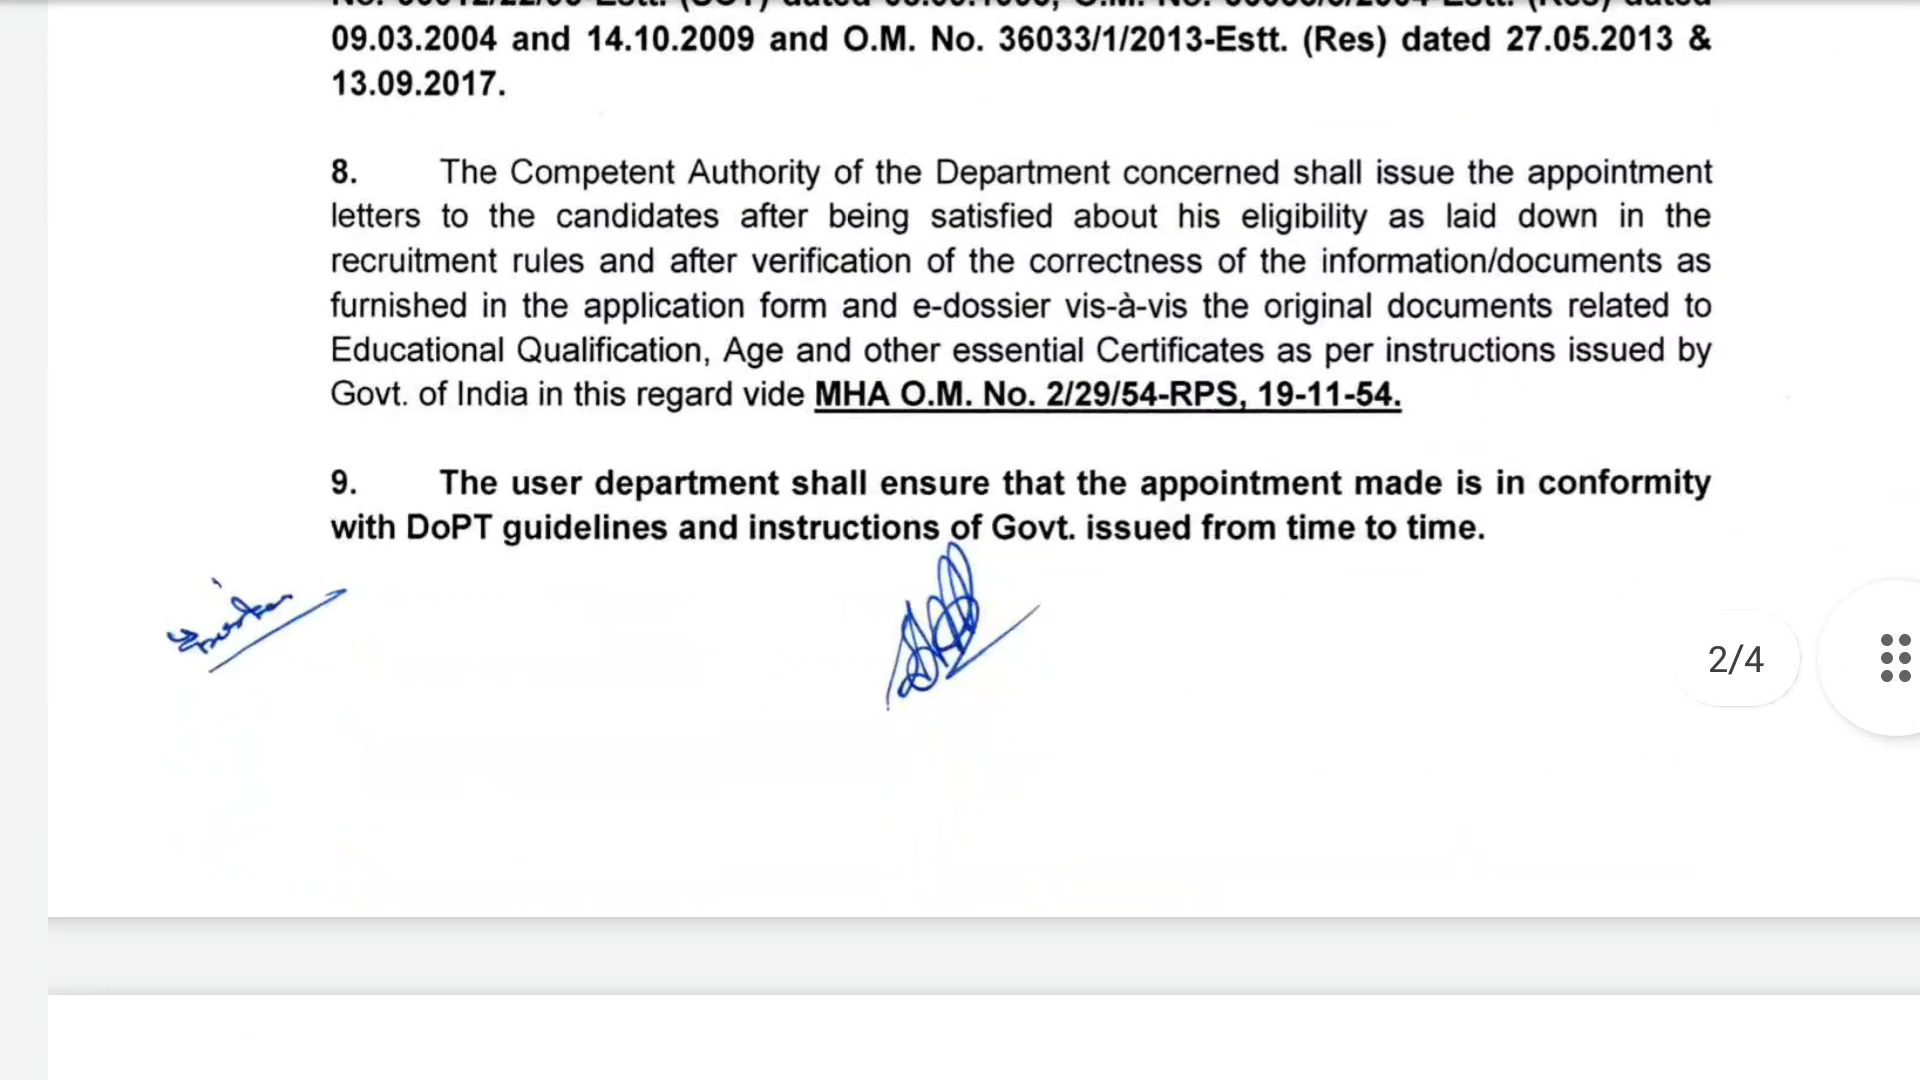 09.03.2004 and 14.10.2009 and O.M. No. 36033/1/2013-Estt. (Res) dated 27.05.2013 &
13.09.2017.
8. The Competent Authority of the Department concerned shall issue the appointment
letters to the candidates after being satisfied about his eligibility as laid down in the
recruitment rules and after verification of the correctness of the information/documents as
furnished in the application form and e-dossier vis-à-vis the original documents related to
Educational Qualification, Age and other essential Certificates as per instructions issued by
Govt. of India in this regard vide MHA O.M. No. 2/29/54-RPS, 19-11-54.
9. The user department shall ensure that the appointment made is in conformity
with DoPT guidelines and instructions of Govt. issued from time to time.
2/4